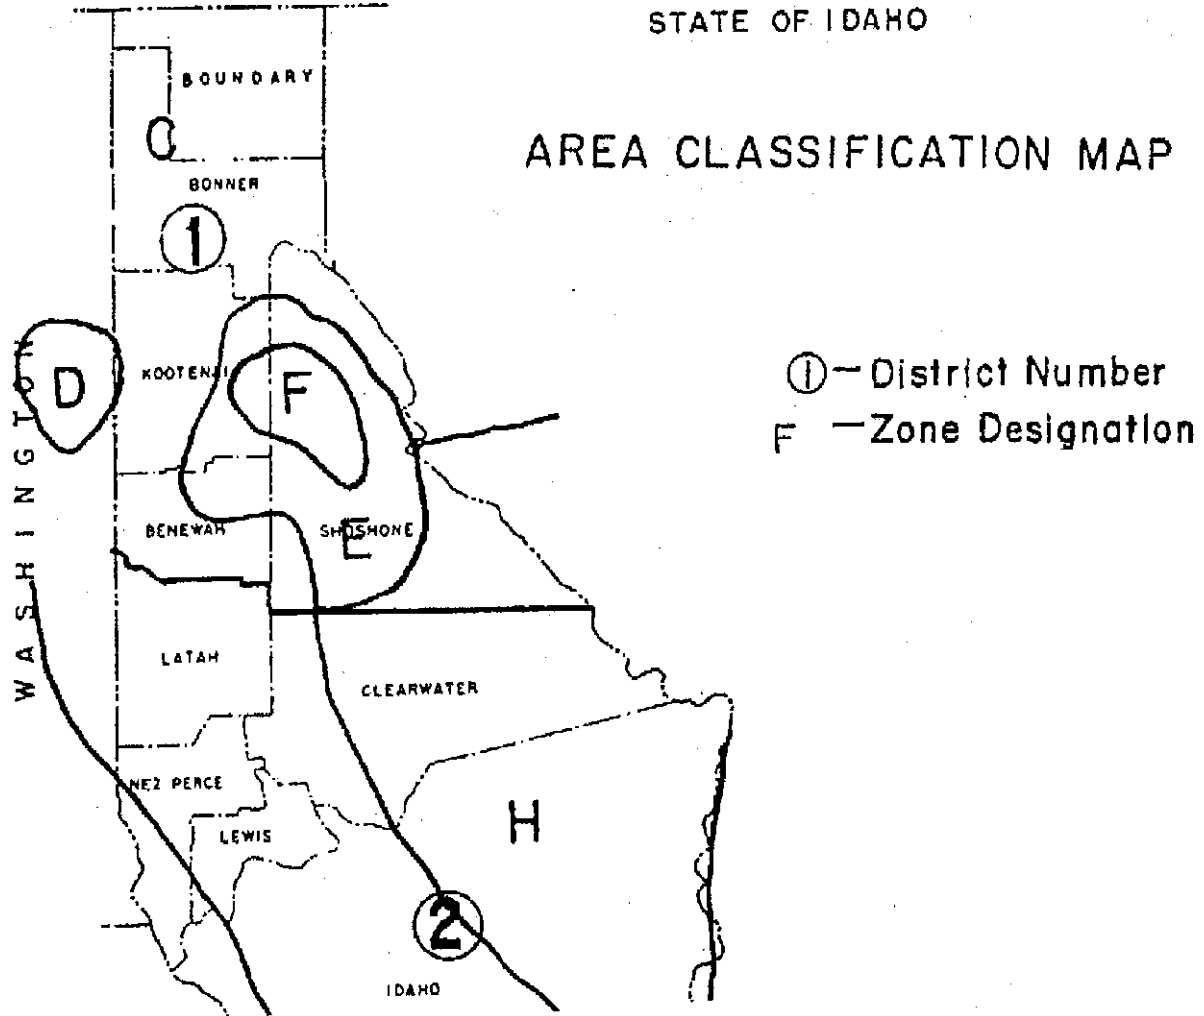 STATE OF IDAHO
BOUNDARY
AREA CLASSIFICATION MAP
BONNER
1
WASHINGTON
D
KOOTENAI
F
1 — District Number
F — Zone Designation
BENEWAH
SHOSHONE
E
LATAH
CLEARWATER
NEZ PERCE
H
LEWIS
2
IDAHO